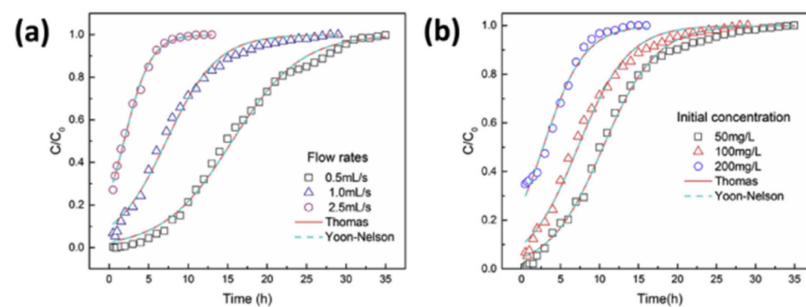 (a)
C/C0
1.0
0.8
0.6
0.4
0.2
0.0
Flow rates
0.5mL/s
1.0mL/s
2.5mL/s
Thomas
Yoon-Nelson
0 5 10 15 20 25 30 35
Time (h)
(b)
C/C0
1.0
0.8
0.6
0.4
0.2
0.0
Initial concentration
50mg/L
100mg/L
200mg/L
Thomas
Yoon-Nelson
0 5 10 15 20 25 30 35
Time(h)